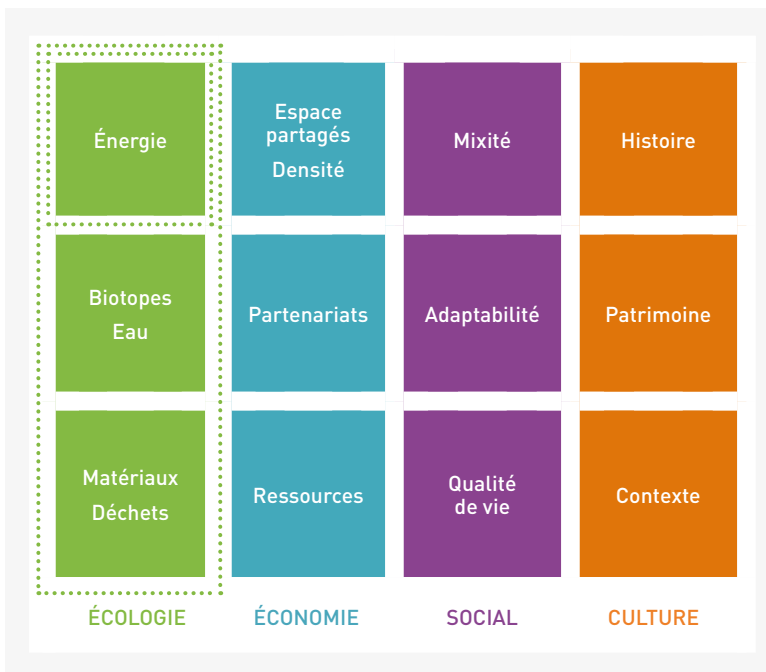 Énergie
Espace
partagés
Densité
Mixité
Histoire
Biotopes
Eau
Partenariats
Adaptabilité
Patrimoine
Matériaux
Déchets
Ressources
Qualité
de vie
Contexte
ÉCOLOGIE
ÉCONOMIE
SOCIAL
CULTURE